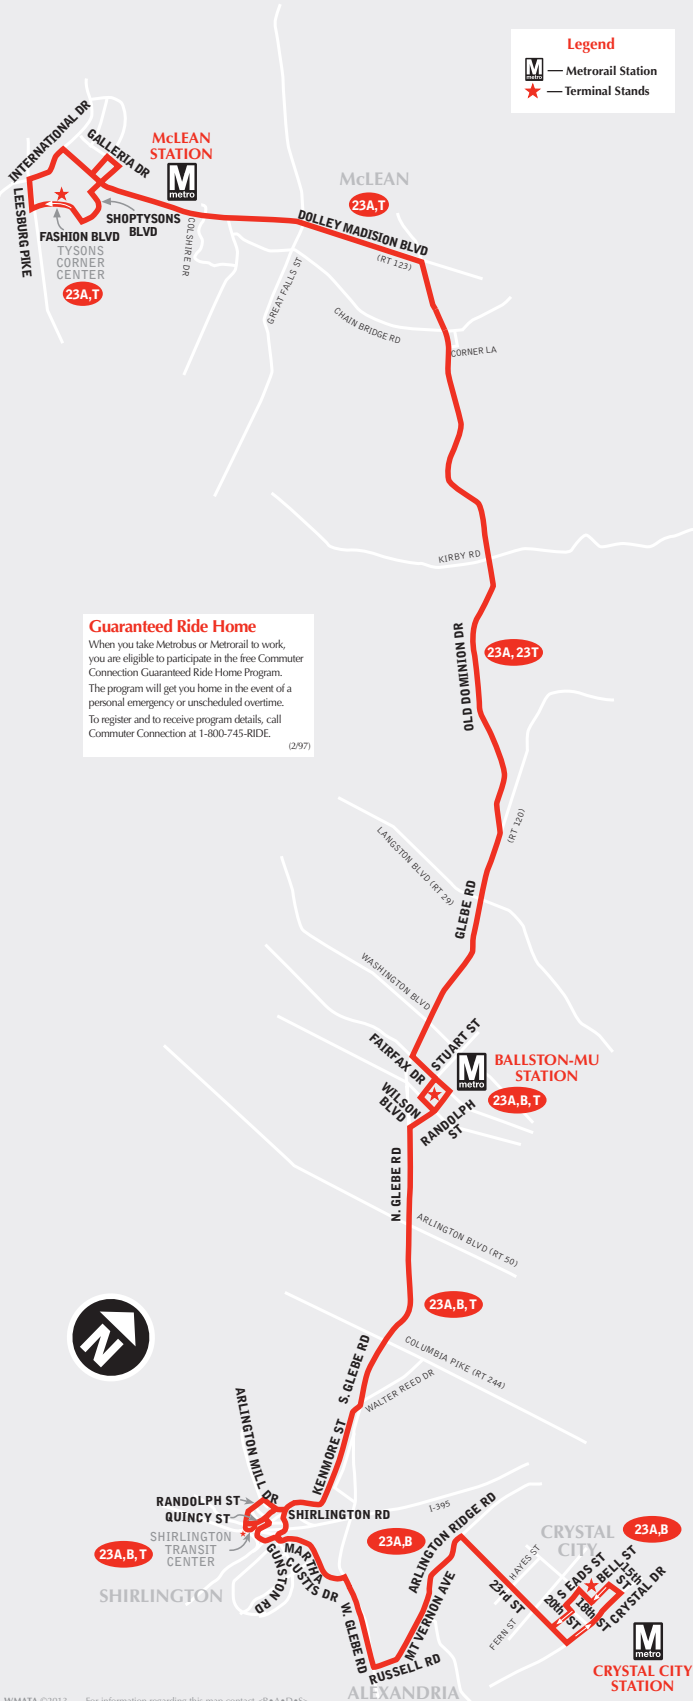 Legend
M metro — Metrorail Station
★ — Terminal Stands
INTERNATIONAL DR
GALLERIA DR
McLEAN
STATION
M
metro
McLEAN
23A,T
LEESBURG PIKE
SHOPTYSONS
BLVD
FASHION BLVD
TYSONS
CORNER
CENTER
23A,T
COLSHIRE DR
DOLLEY MADISION BLVD
(RT 123)
GREAT FALLS ST
CHAIN BRIDGE RD
CORNER LA
KIRBY RD
Guaranteed Ride Home
When you take Metrobus or Metrorail to work,
you are eligible to participate in the free Commuter
Connection Guaranteed Ride Home Program.
The program will get you home in the event of a
personal emergency or unscheduled overtime.
To register and to receive program details, call
Commuter Connection at 1-800-745-RIDE.
(2/97)
OLD DOMINION DR
23A, 23T
(RT 120)
LANGSTON BLVD (RT 29)
GLEBE RD
WASHINGTON BLVD
FAIRFAX DR
STUART ST
M
metro
BALLSTON-MU
STATION
23A,B,T
WILSON
BLVD
RANDOLPH
ST
N. GLEBE RD
ARLINGTON BLVD (RT 50)
23A,B,T
N
S. GLEBE RD
COLUMBIA PIKE (RT 244)
WALTER REED DR
ARLINGTON MILL DR
KENMORE ST
RANDOLPH ST
QUINCY ST
SHIRLINGTON RD
I-395
SHIRLINGTON
TRANSIT
CENTER
23A,B,T
GUNSTON RD
MARTHA
CUSTIS DR
SHIRLINGTON
23A,B
ARLINGTON RIDGE RD
MT VERNON AVE
W. GLEBE RD
RUSSELL RD
ALEXANDRIA
23rd ST
HAYES ST
FERN ST
CRYSTAL
CITY
23A,B
S EADS ST
BELL ST
15th
ST
20th ST
18th ST
CRYSTAL DR
M
metro
CRYSTAL CITY
STATION